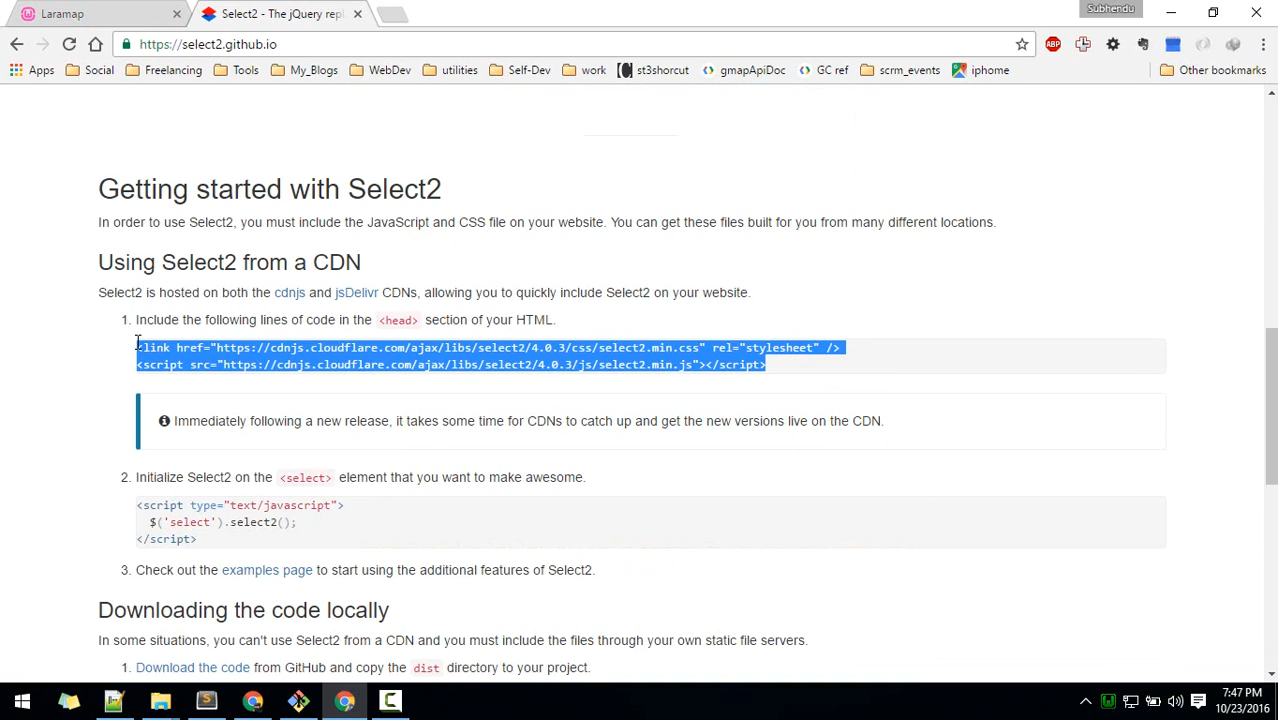 Laramap
Select2 - The jQuery repl
Subhendu
https://select2.github.io
Apps Social Freelancing Tools My_Blogs WebDev utilities Self-Dev work st3shorcut gmapApiDoc GC ref scrm_events iphone Other bookmarks
Getting started with Select2
In order to use Select2, you must include the JavaScript and CSS file on your website. You can get these files built for you from many different locations.
Using Select2 from a CDN
Select2 is hosted on both the cdnjs and jsDelivr CDNs, allowing you to quickly include Select2 on your website.
1. Include the following lines of code in the <head> section of your HTML.
<link href="https://cdnjs.cloudflare.com/ajax/libs/select2/4.0.3/css/select2.min.css" rel="stylesheet" />
<script src="https://cdnjs.cloudflare.com/ajax/libs/select2/4.0.3/js/select2.min.js"></script>
Immediately following a new release, it takes some time for CDNs to catch up and get the new versions live on the CDN.
2. Initialize Select2 on the <select> element that you want to make awesome.
<script type="text/javascript">
$('select').select2();
</script>
3. Check out the examples page to start using the additional features of Select2.
Downloading the code locally
In some situations, you can't use Select2 from a CDN and you must include the files through your own static file servers.
1. Download the code from GitHub and copy the dist directory to your project.
7:47 PM
10/23/2016